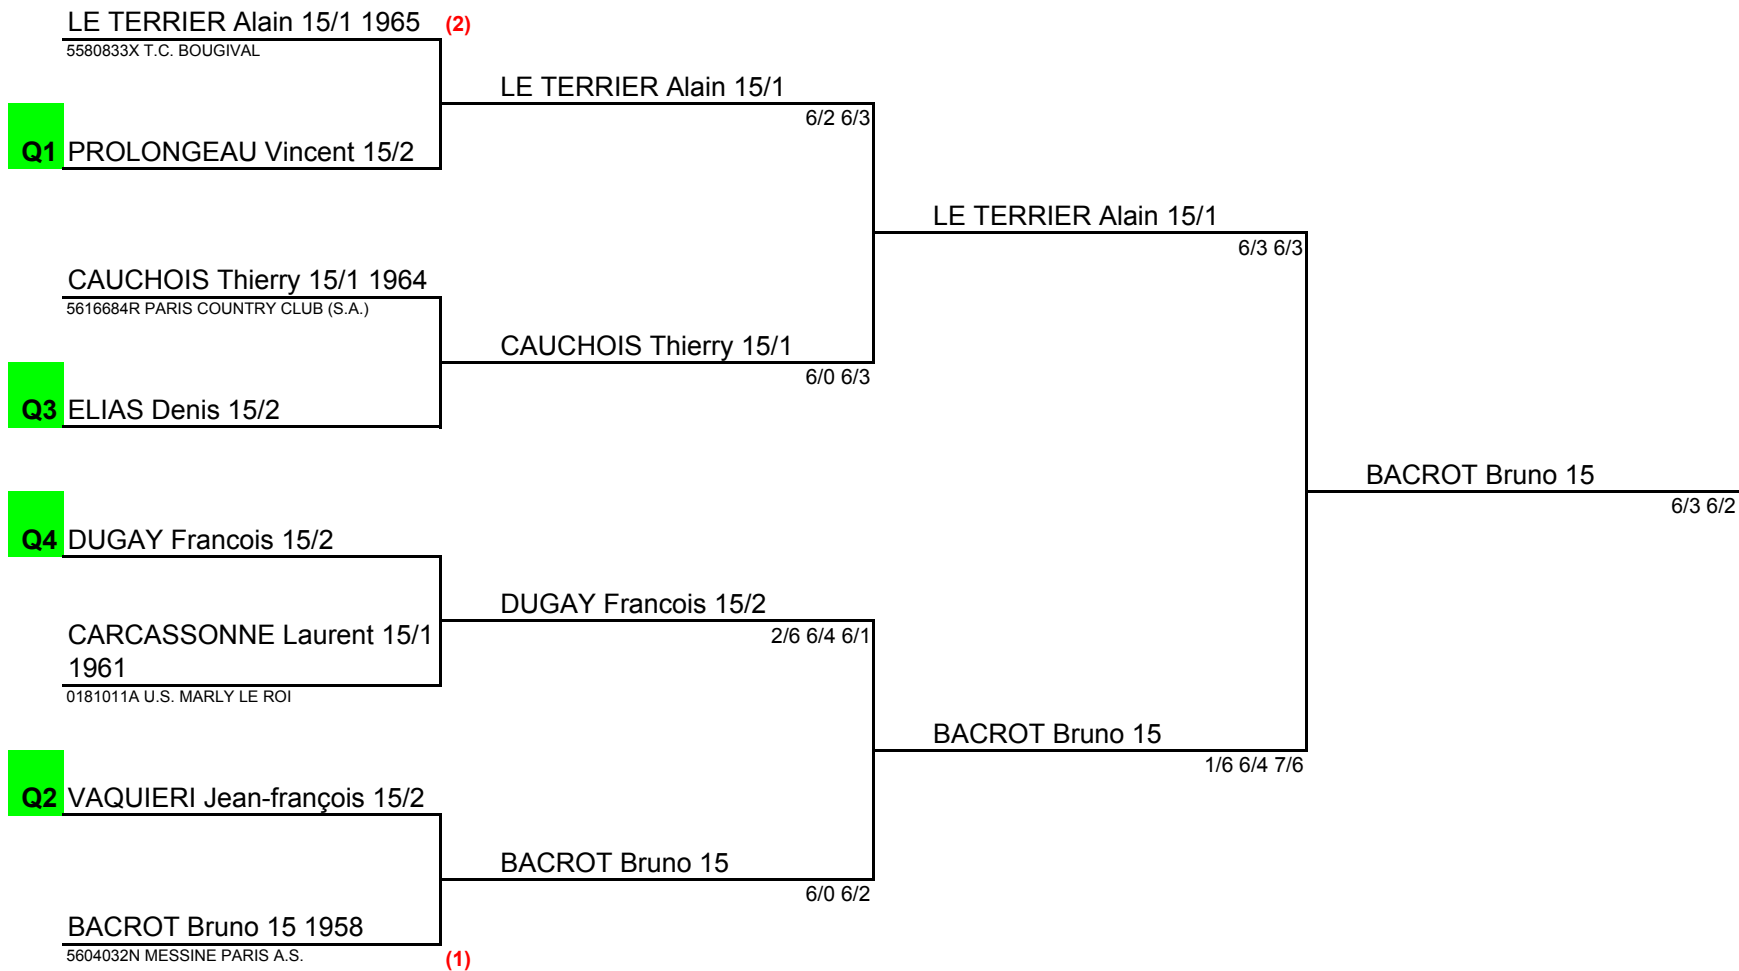 LE TERRIER Alain 15/1 1965
(2)
5580833X T.C. BOUGIVAL
LE TERRIER Alain 15/1
6/2 6/3
Q1 PROLONGEAU Vincent 15/2
LE TERRIER Alain 15/1
6/3 6/3
CAUCHOIS Thierry 15/1 1964
5616684R PARIS COUNTRY CLUB (S.A.)
CAUCHOIS Thierry 15/1
6/0 6/3
Q3 ELIAS Denis 15/2
BACROT Bruno 15
6/3 6/2
Q4 DUGAY Francois 15/2
DUGAY Francois 15/2
2/6 6/4 6/1
CARCASSONNE Laurent 15/1
1961
0181011A U.S. MARLY LE ROI
BACROT Bruno 15
1/6 6/4 7/6
Q2 VAQUIERI Jean-françois 15/2
BACROT Bruno 15
6/0 6/2
BACROT Bruno 15 1958
5604032N MESSINE PARIS A.S.
(1)